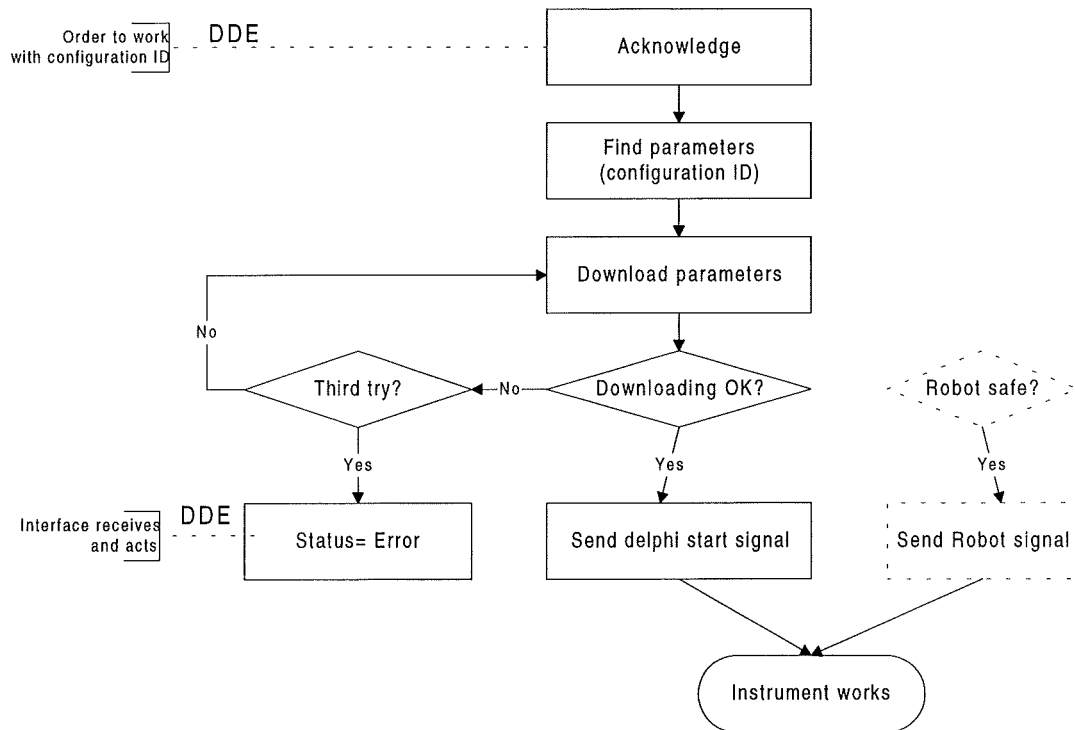 Order to work
with configuration ID
DDE
Acknowledge
Find parameters
(configuration ID)
Download parameters
No
Third try?
No
Downloading OK?
Robot safe?
Yes
Yes
Yes
Interface receives
and acts
DDE
Status= Error
Send delphi start signal
Send Robot signal
Instrument works